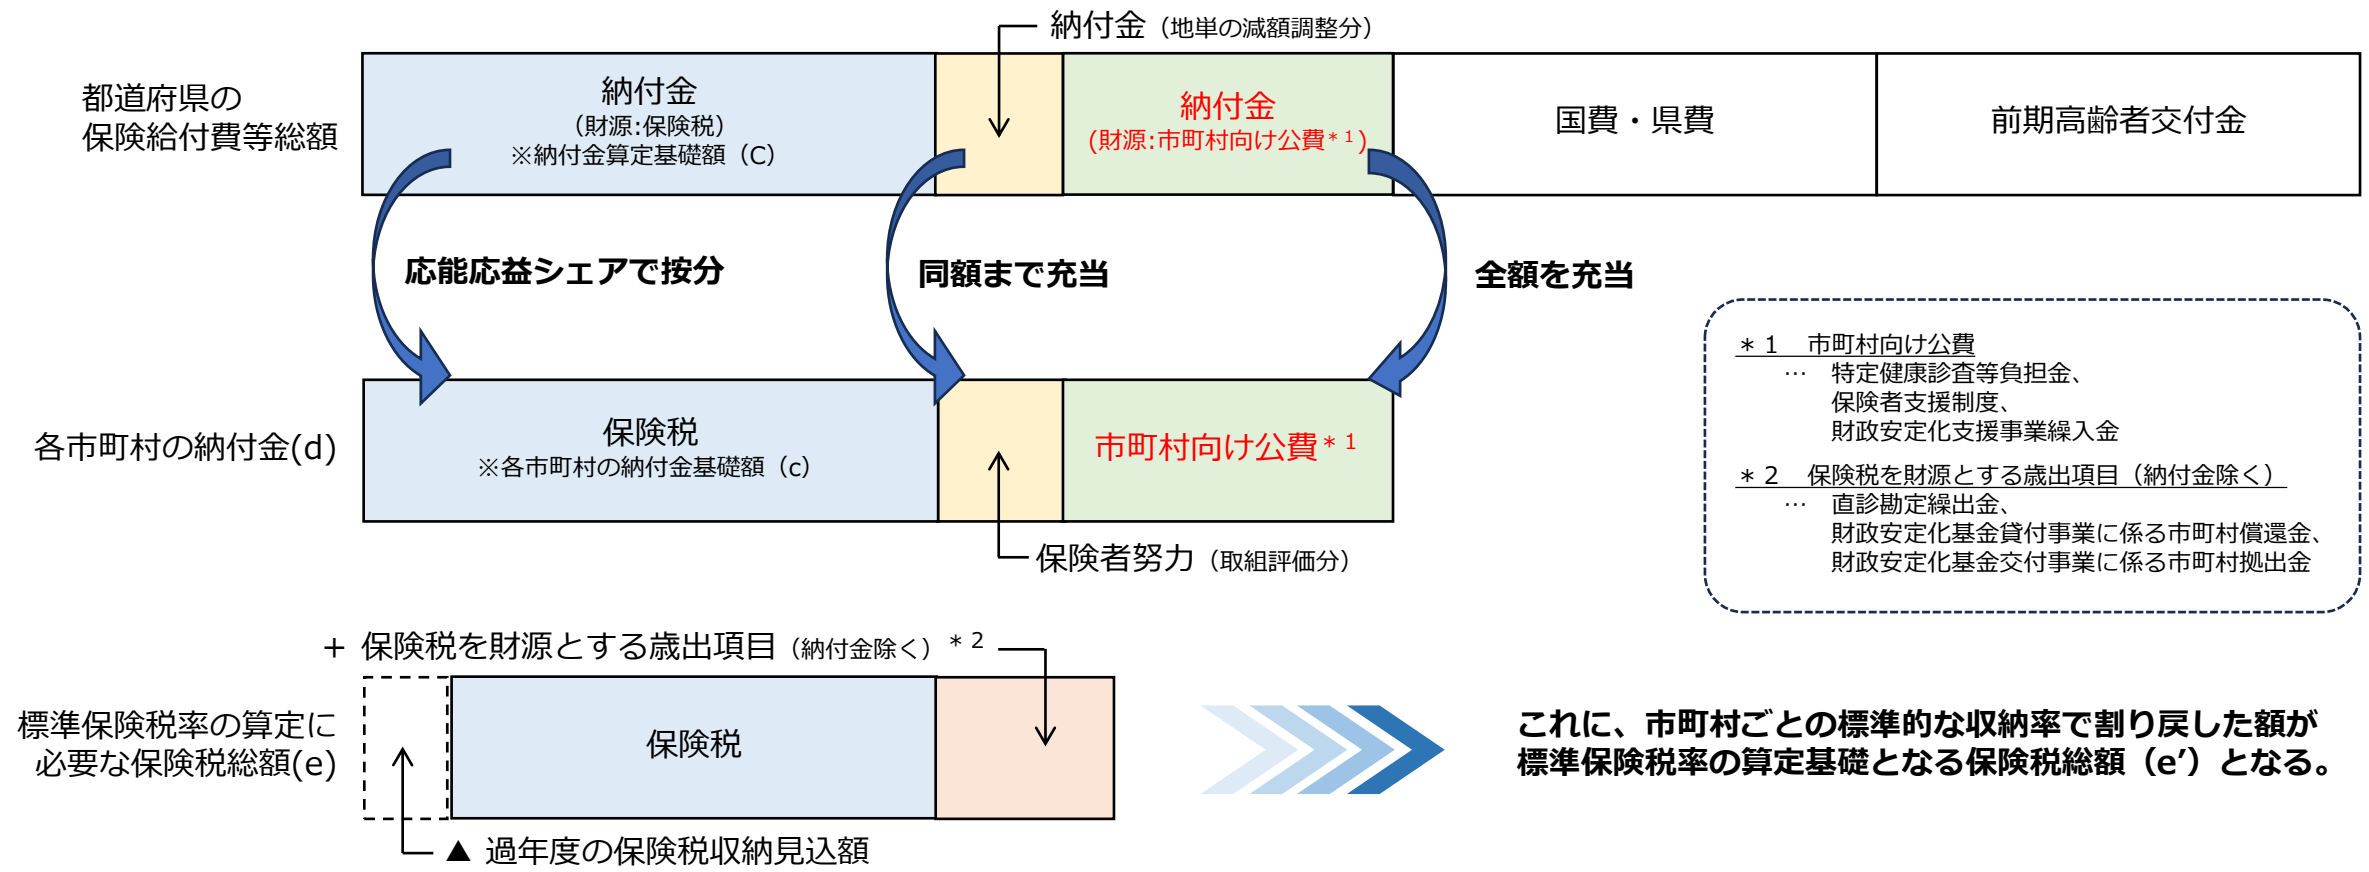 納付金（地単の減額調整分）
都道府県の
保険給付費等総額
納付金
（財源:保険税）
※納付金算定基礎額（C）
納付金
(財源:市町村向け公費＊1)
国費・県費
前期高齢者交付金
応能応益シェアで按分
同額まで充当
全額を充当
＊1　市町村向け公費
…　特定健康診査等負担金、
保険者支援制度、
財政安定化支援事業繰入金
＊2　保険税を財源とする歳出項目（納付金除く）
…　直診勘定繰出金、
財政安定化基金貸付事業に係る市町村償還金、
財政安定化基金交付事業に係る市町村拠出金
各市町村の納付金(d)
保険税
※各市町村の納付金基礎額（c）
市町村向け公費＊1
保険者努力（取組評価分）
＋ 保険税を財源とする歳出項目（納付金除く）＊2
標準保険税率の算定に
必要な保険税総額(e)
保険税
これに、市町村ごとの標準的な収納率で割り戻した額が
標準保険税率の算定基礎となる保険税総額（e’）となる。
▲ 過年度の保険税収納見込額